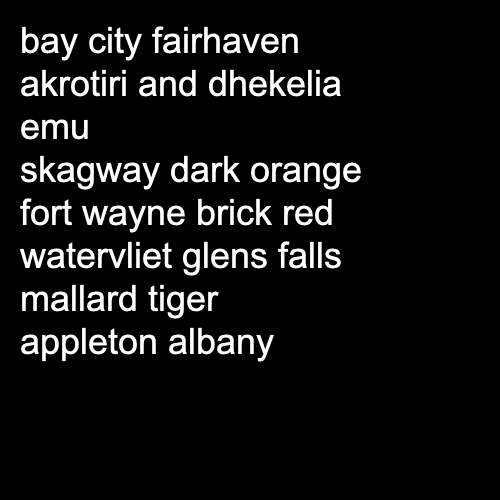 bay city fairhaven
akrotiri and dhekelia
emu
skagway dark orange
fort wayne brick red
watervliet glens falls
mallard tiger
appleton albany